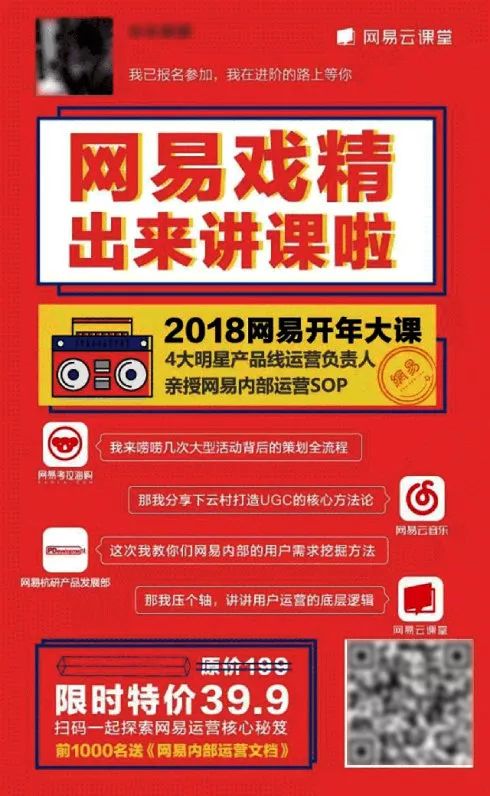 网易云课堂
我已报名参加，我在进阶的路上等你
网易戏精
出来讲课啦
2018网易开年大课
4大明星产品线运营负责人
亲授网易内部运营SOP
網易
网易考拉海购
我来唠唠几次大型活动背后的策划全流程
那我分享下云村打造UGC的核心方法论
网易云音乐
这次我教你们网易内部的用户需求挖掘方法
网易杭研产品发展部
那我压个轴，讲讲用户运营的底层逻辑
网易云课堂
原价199
限时特价39.9
扫码一起探索网易运营核心秘笈
前1000名送《网易内部运营文档》